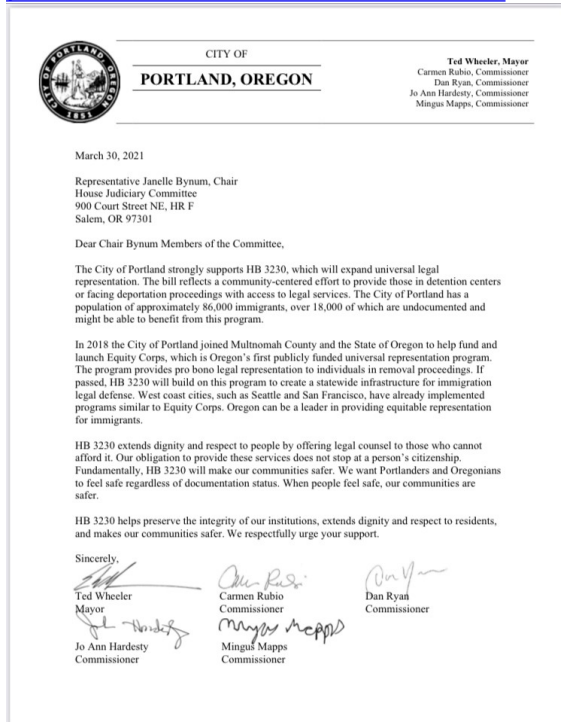 CITY OF PORTLAND, OREGON
1851
CITY OF
PORTLAND, OREGON
Ted Wheeler, Mayor
Carmen Rubio, Commissioner
Dan Ryan, Commissioner
Jo Ann Hardesty, Commissioner
Mingus Mapps, Commissioner
March 30, 2021
Representative Janelle Bynum, Chair
House Judiciary Committee
900 Court Street NE, HR F
Salem, OR 97301
Dear Chair Bynum Members of the Committee,
The City of Portland strongly supports HB 3230, which will expand universal legal
representation. The bill reflects a community-centered effort to provide those in detention centers
or facing deportation proceedings with access to legal services. The City of Portland has a
population of approximately 86,000 immigrants, over 18,000 of which are undocumented and
might be able to benefit from this program.
In 2018 the City of Portland joined Multnomah County and the State of Oregon to help fund and
launch Equity Corps, which is Oregon's first publicly funded universal representation program.
The program provides pro bono legal representation to individuals in removal proceedings. If
passed, HB 3230 will build on this program to create a statewide infrastructure for immigration
legal defense. West coast cities, such as Seattle and San Francisco, have already implemented
programs similar to Equity Corps. Oregon can be a leader in providing equitable representation
for immigrants.
HB 3230 extends dignity and respect to people by offering legal counsel to those who cannot
afford it. Our obligation to provide these services does not stop at a person's citizenship.
Fundamentally, HB 3230 will make our communities safer. We want Portlanders and Oregonians
to feel safe regardless of documentation status. When people feel safe, our communities are
safer.
HB 3230 helps preserve the integrity of our institutions, extends dignity and respect to residents,
and makes our communities safer. We respectfully urge your support.
Sincerely,
Ted Wheeler Carmen Rubio Dan Ryan
Mayor Commissioner Commissioner
Mingus Mapps
Jo Ann Hardesty Mingus Mapps
Commissioner Commissioner